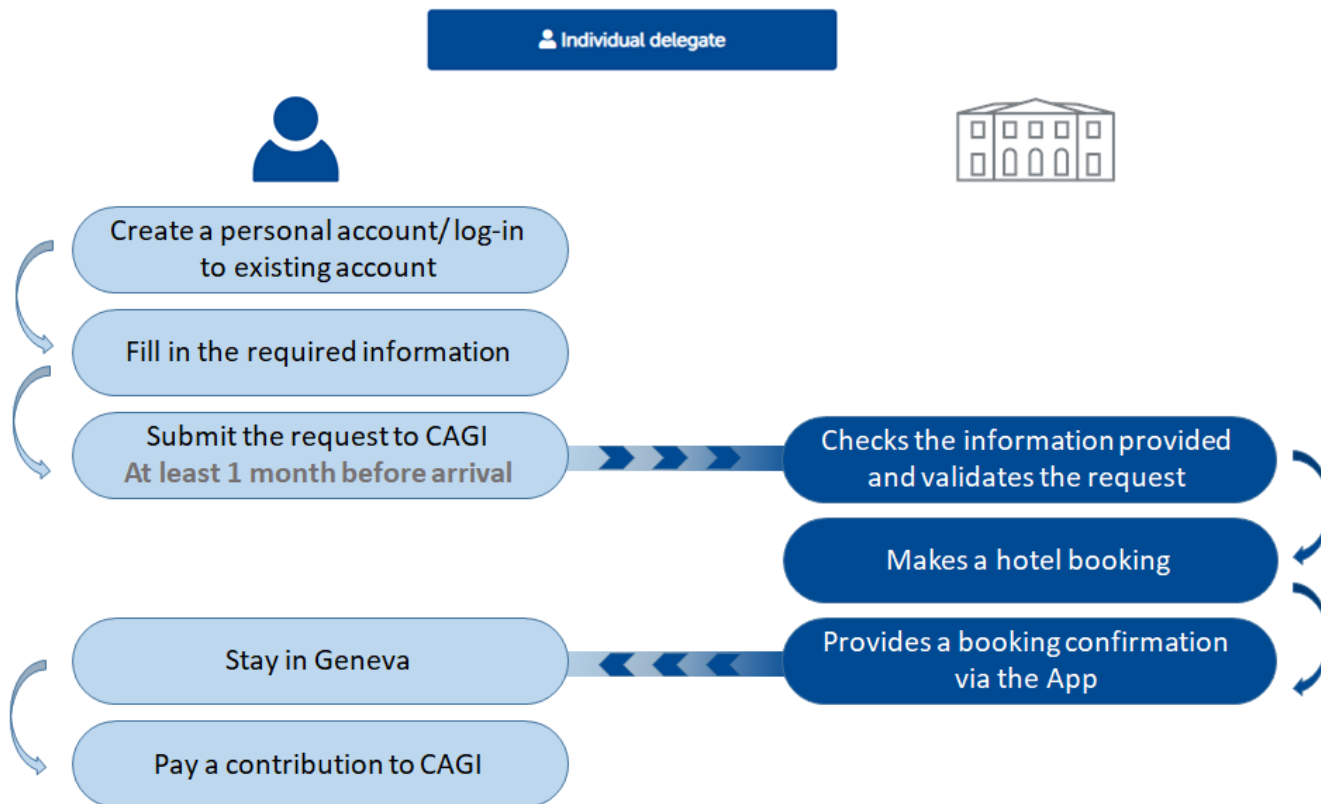 Individual delegate
Create a personal account/ log-in
to existing account
Fill in the required information
Submit the request to CAGI
At least 1 month before arrival
Checks the information provided
and validates the request
Makes a hotel booking
Provides a booking confirmation
via the App
Stay in Geneva
Pay a contribution to CAGI